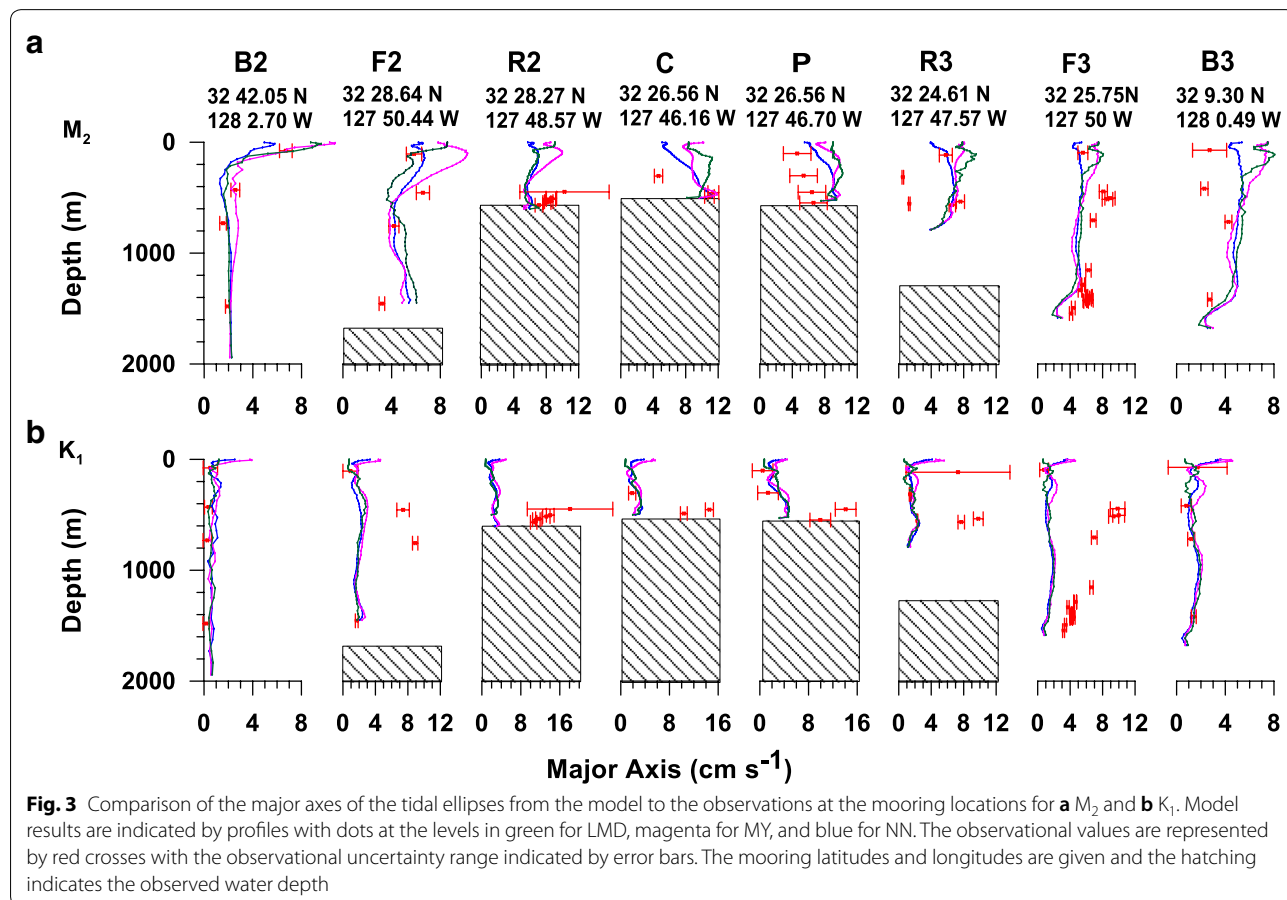 a
B2 F2 R2 C P R3 F3 B3
32 42.05 N 32 28.64 N 32 28.27 N 32 26.56 N 32 26.56 N 32 24.61 N 32 25.75N 32 9.30 N
128 2.70 W 127 50.44 W 127 48.57 W 127 46.16 W 127 46.70 W 127 47.57 W 127 50 W 128 0.49 W
M2
0
Depth (m)
1000
2000
0 4 8 0 4 8 12 0 4 8 12 0 4 8 12 0 4 8 12 0 4 8 12 0 4 8 12 0 4 8
b
K1
0
Depth (m)
1000
2000
0 4 8 0 4 8 12 0 8 16 0 4 8 12 16 0 4 8 12 16 0 4 8 12 0 4 8 12 0 4 8
Major Axis (cm s-1)
Fig. 3 Comparison of the major axes of the tidal ellipses from the model to the observations at the mooring locations for a M2 and b K1. Model
results are indicated by profiles with dots at the levels in green for LMD, magenta for MY, and blue for NN. The observational values are represented
by red crosses with the observational uncertainty range indicated by error bars. The mooring latitudes and longitudes are given and the hatching
indicates the observed water depth